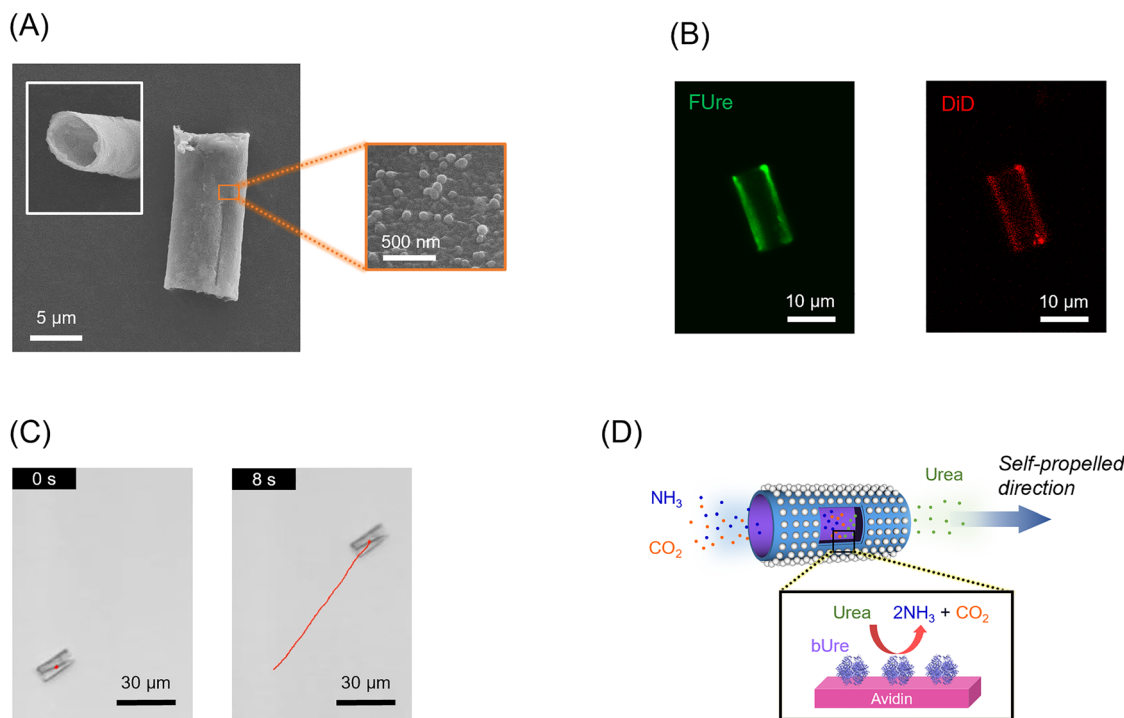 (A)
5 μm
500 nm
(B)
FUre
10 μm
DiD
10 μm
(C)
0 s
30 μm
8 s
30 μm
(D)
NH3
CO2
Urea
Self-propelled
direction
Urea 2NH3 + CO2
bUre
Avidin